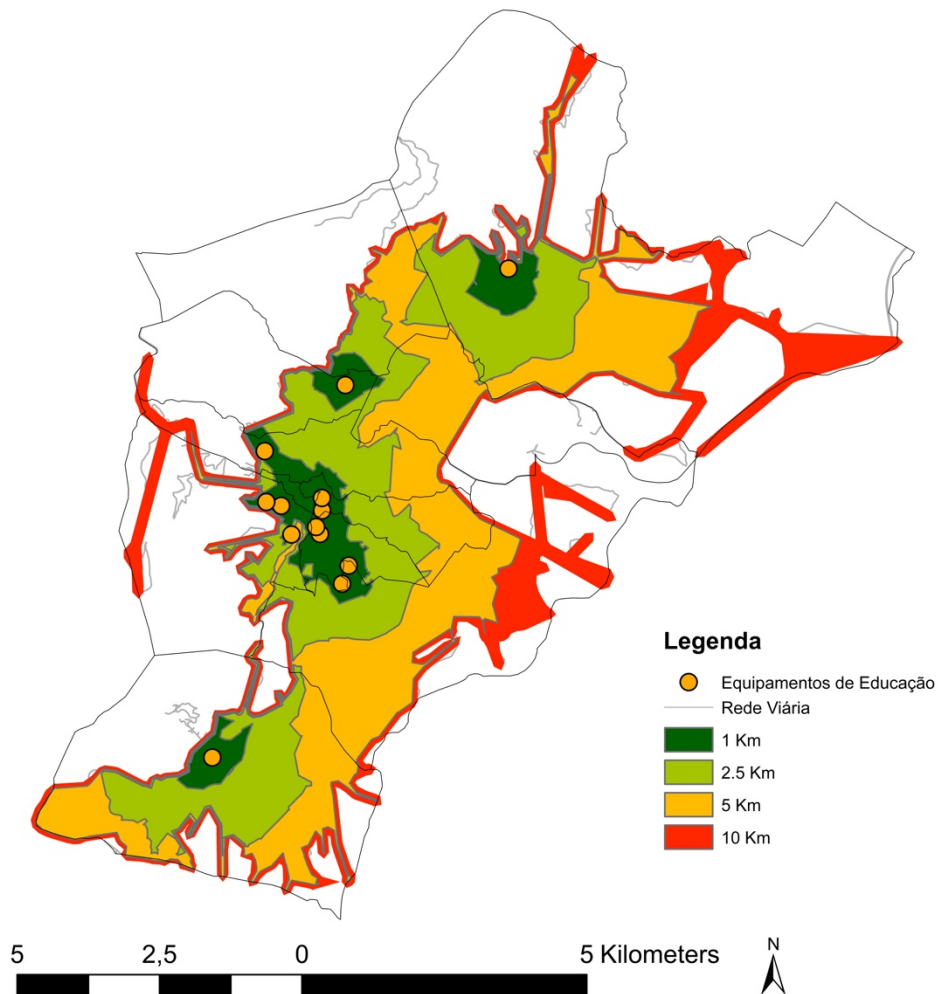 Legenda
Equipamentos de Educação
Rede Viária
1 Km
2.5 Km
5 Km
10 Km
5 2,5 0 5 Kilometers
N